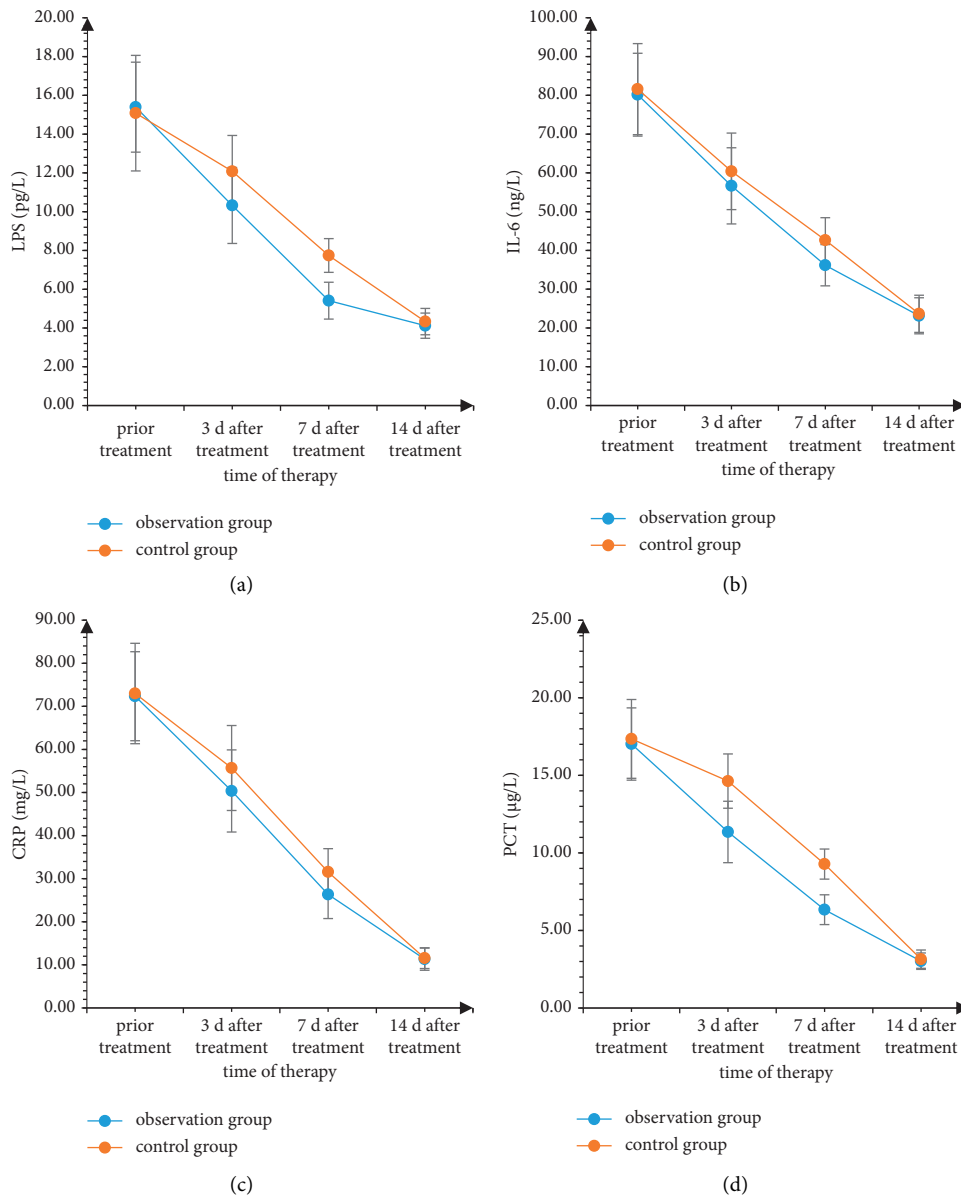 20.00
18.00
16.00
14.00
12.00
10.00
8.00
6.00
4.00
2.00
0.00
LPS (pg/L)
prior treatment
3 d after treatment
7 d after treatment
14 d after treatment
time of therapy
observation group
control group
(a)
100.00
90.00
80.00
70.00
60.00
50.00
40.00
30.00
20.00
10.00
0.00
IL-6 (ng/L)
prior treatment
3 d after treatment
7 d after treatment
14 d after treatment
time of therapy
observation group
control group
(b)
90.00
80.00
70.00
60.00
50.00
40.00
30.00
20.00
10.00
0.00
CRP (mg/L)
prior treatment
3 d after treatment
7 d after treatment
14 d after treatment
time of therapy
observation group
control group
(c)
25.00
20.00
15.00
10.00
5.00
0.00
PCT (μg/L)
prior treatment
3 d after treatment
7 d after treatment
14 d after treatment
time of therapy
observation group
control group
(d)